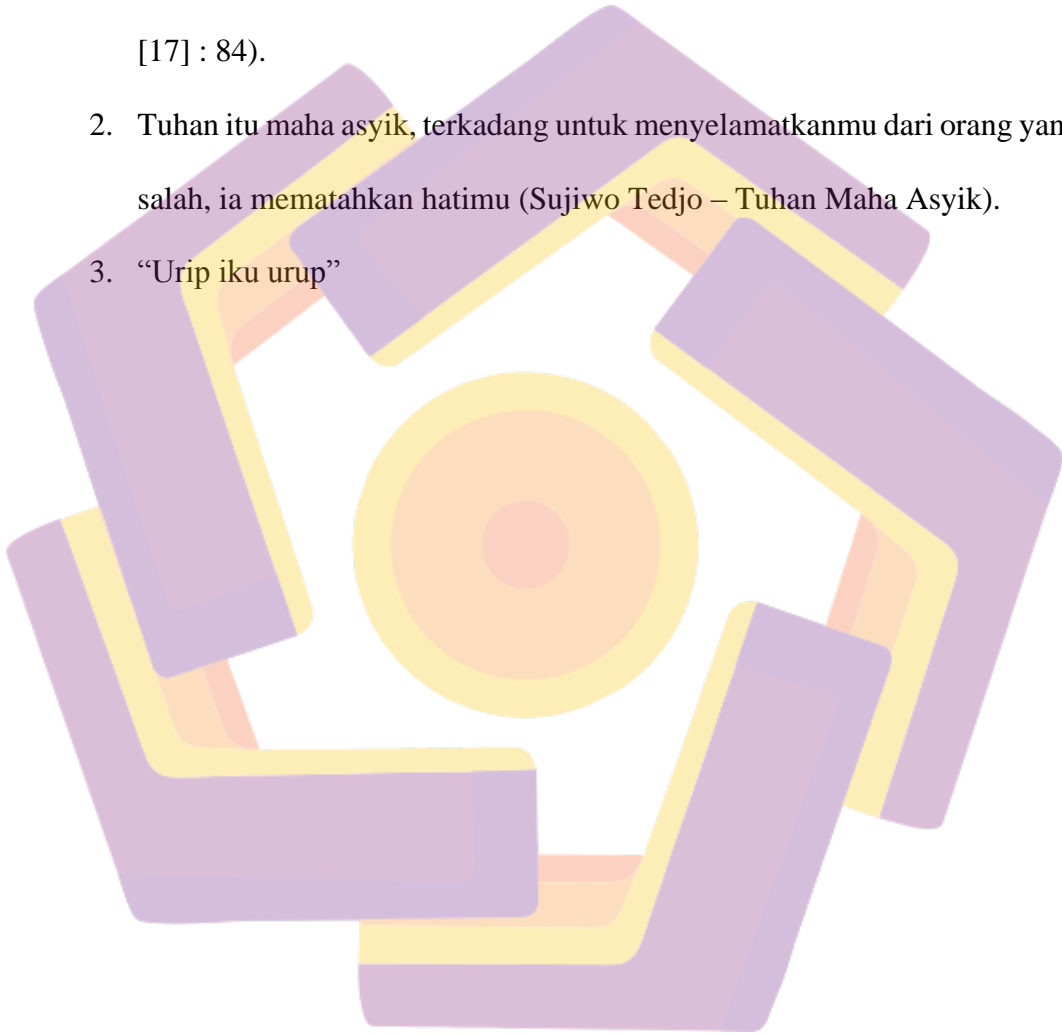 [17] : 84).
2. Tuhan itu maha asyik, terkadang untuk menyelamatkanmu dari orang yan
salah, ia mematahkan hatimu (Sujiwo Tedjo – Tuhan Maha Asyik).
3. “Urip iku urup”